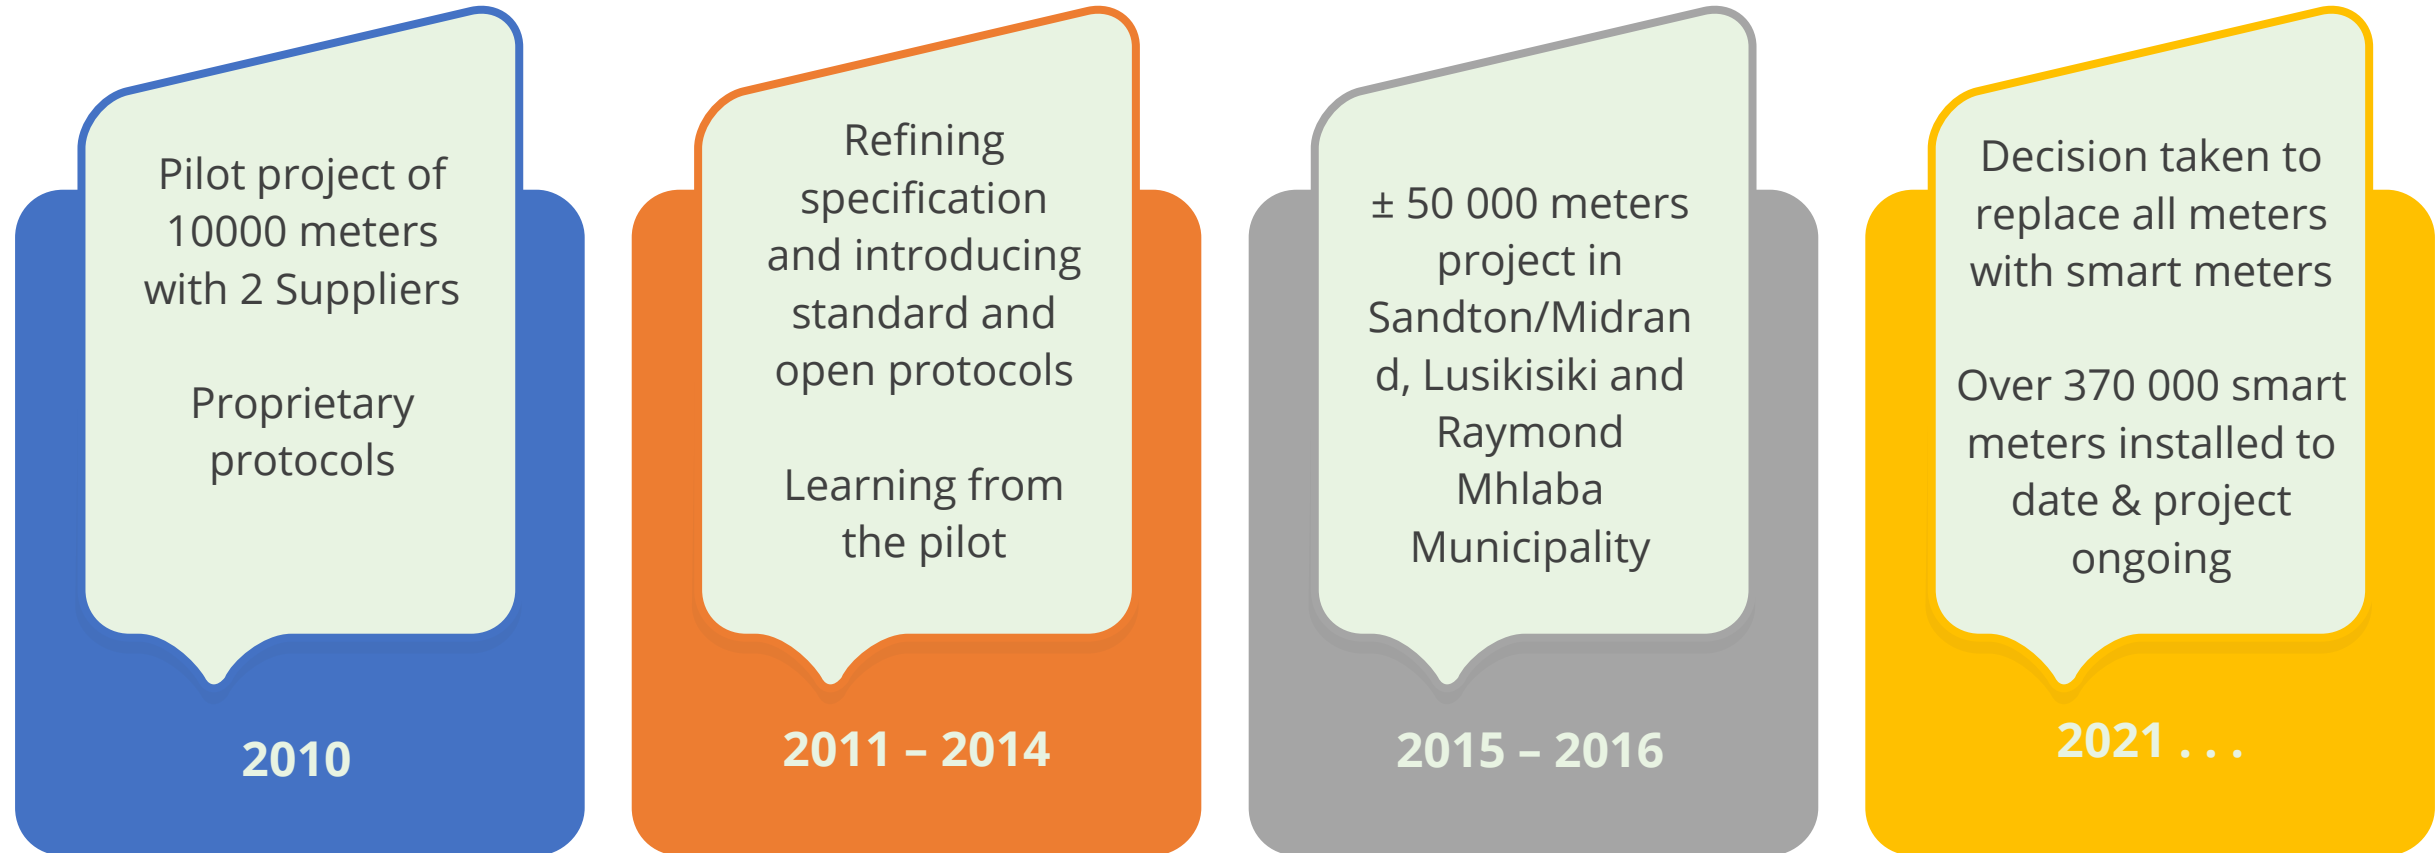 Pilot project of
10000 meters
with 2 Suppliers
Proprietary
protocols
2010
Refining
specification
and introducing
standard and
open protocols
Learning from
the pilot
2011 – 2014
± 50 000 meters
project in
Sandton/Midran
d, Lusikisiki and
Raymond
Mhlaba
Municipality
2015 – 2016
Decision taken to
replace all meters
with smart meters
Over 370 000 smart
meters installed to
date & project
ongoing
2021 . . .